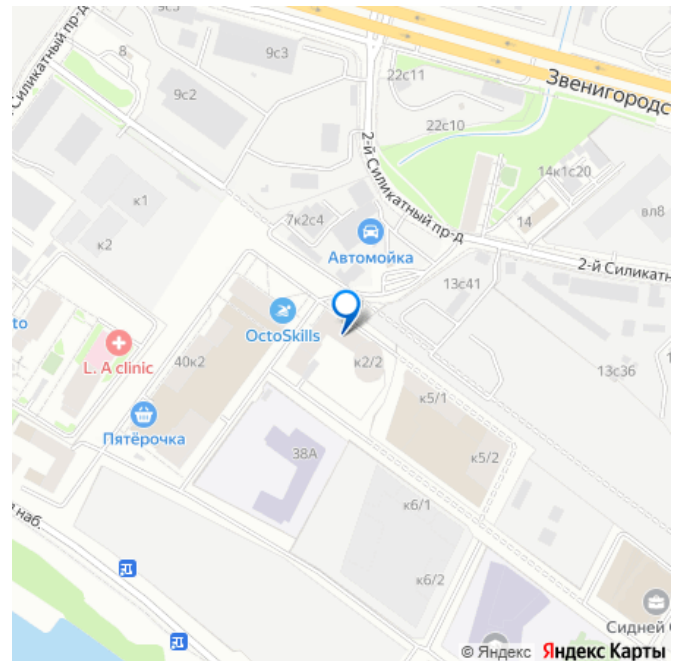 9с3
9с3
8
й Силикатный пр-д
9с2
22с11
Звенигородс
22с10
2-й Силикатный пр-д
14к1с20
вл8
14
к1
к2
7к2с4
Автомойка
2-й Силикатн
13с41
to
OctoSkills
L. A clinic
40к2
к2/2
13с36
к5/1
Пятёрочка
38А
к5/2
к6/1
наб.
к6/2
Сидней С
© Яндекс Яндекс Карты